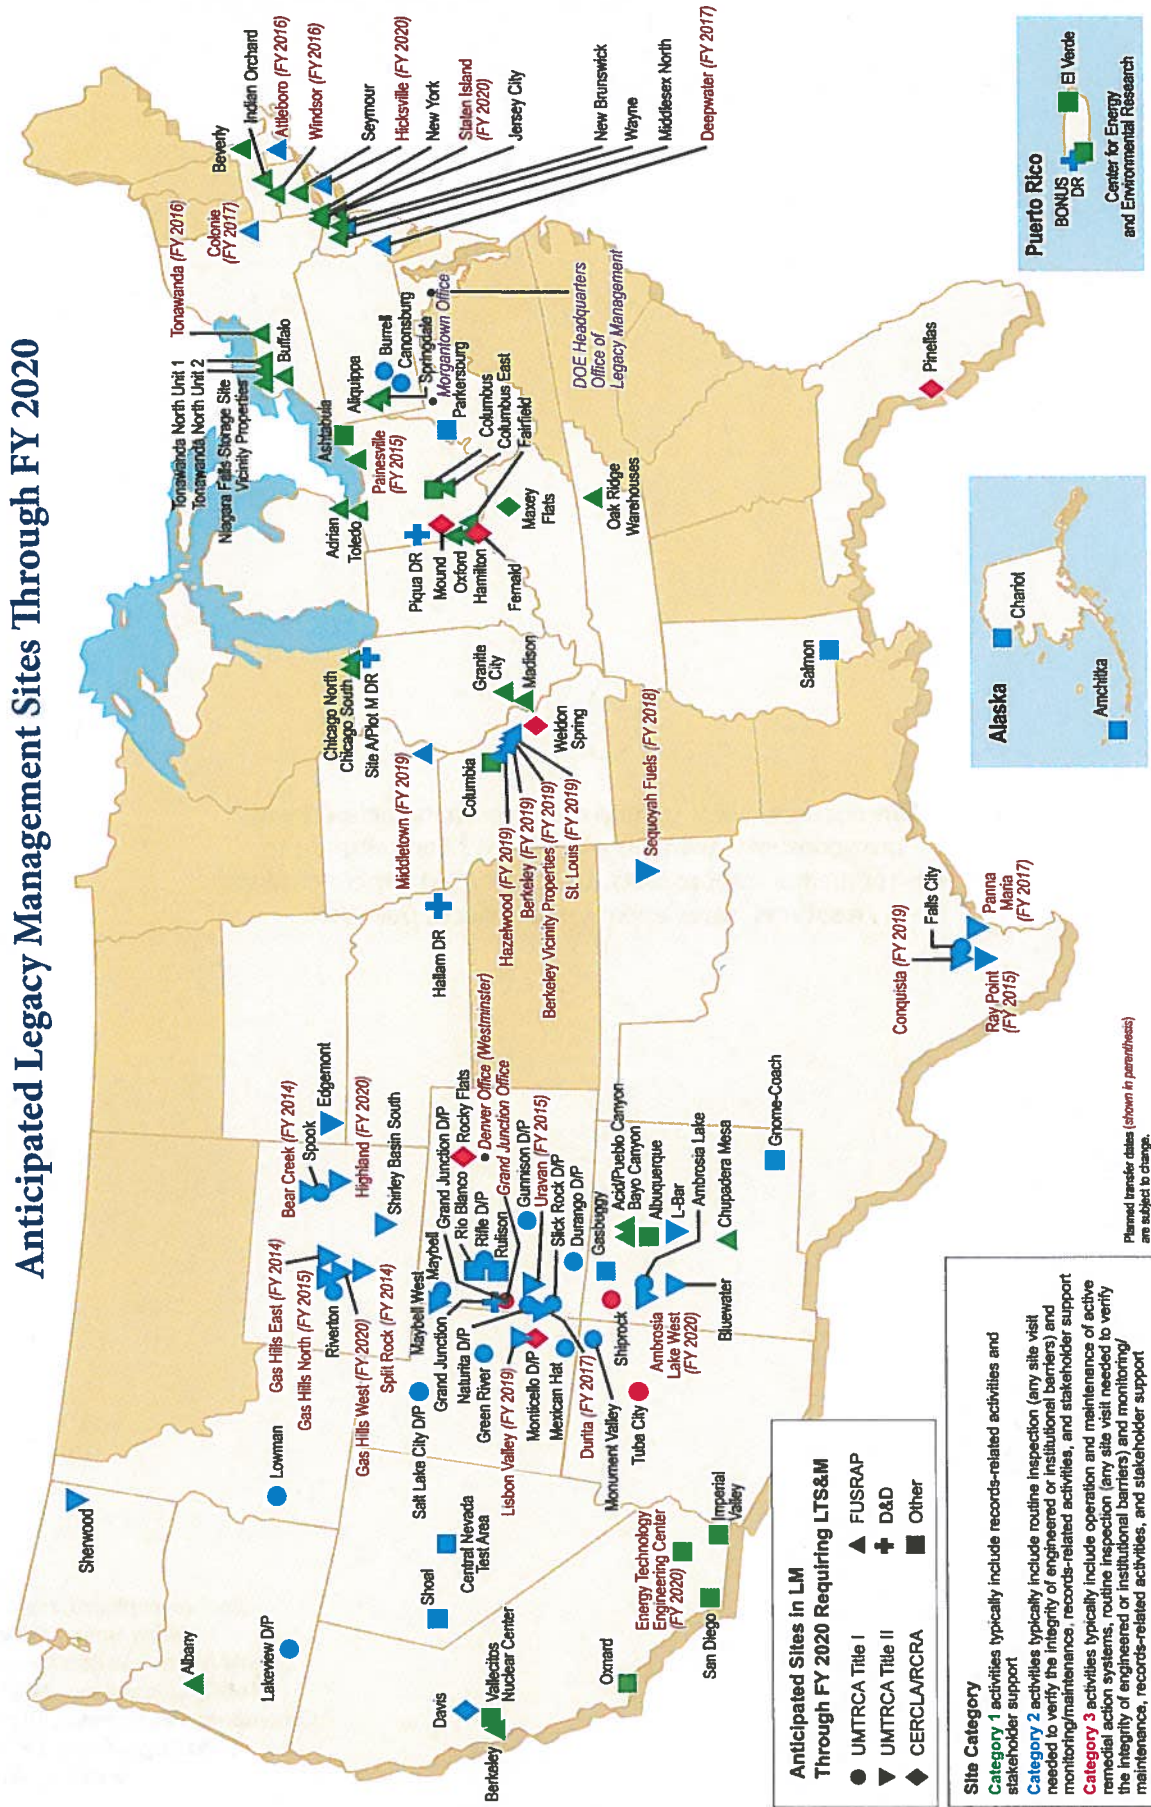 Anticipated Legacy Management Sites Through FY 2020
Sherwood
Albany
Lakeview D/P
Lowman
Gas Hills East (FY 2014)
Gas Hills North (FY 2015)
Riverton
Gas Hills West (FY 2020)
Split Rock (FY 2014)
Bear Creek (FY 2014)
Spook
Highland (FY 2020)
Edgemont
Shirley Basin South
Davis
Berkeley
Vallecitos
Nuclear Center
Shoal
Central Nevada
Test Area
Oxnard
San Diego
Energy Technology
Engineering Center
(FY 2020)
Imperial
Valley
Salt Lake City D/P
Maybell West
Maybell
Grand Junction
Grand Junction D/P
Rio Blanco
Rifle D/P
Rulison
Rocky Flats
Denver Office (Westminster)
Grand Junction Office
Gunnison D/P
Uravan (FY 2015)
Slick Rock D/P
Durango D/P
Naturita D/P
Green River
Lisbon Valley (FY 2019)
Monticello D/P
Mexican Hat
Durita (FY 2017)
Monument Valley
Tuba City
Shiprock
Gasbuggy
Acid/Pueblo Canyon
Bayo Canyon
Albuquerque
L-Bar
Ambrosia Lake
Ambrosia
Lake West
(FY 2020)
Bluewater
Chupadera Mesa
Gnome-Coach
Hallam DR
Middletown (FY 2019)
Columbia
Hazelwood (FY 2019)
Berkeley (FY 2019)
Berkeley Vicinity Properties (FY 2019)
St. Louis (FY 2019)
Weldon
Spring
Granite
City
Madison
Chicago North
Chicago South
Site A/Plot M DR
Sequoyah Fuels (FY 2018)
Conquista (FY 2019)
Falls City
Ray Point
(FY 2015)
Panna
Maria
(FY 2017)
Salmon
Adrian
Toledo
Painesville
(FY 2015)
Ashtabula
Piqua DR
Mound
Oxford
Hamilton
Fernald
Fairfield
Columbus
Columbus East
Maxey
Flats
Oak Ridge
Warehouses
Parkersburg
Morgantown Office
Springdale
Canonsburg
Burrell
Aliquippa
DOE Headquarters
Office of
Legacy Management
Pinellas
Tonawanda (FY 2016)
Tonawanda North Unit 1
Tonawanda North Unit 2
Niagara Falls Storage Site
Vicinity Properties
Buffalo
Colonie
(FY 2017)
Beverly
Indian Orchard
Attleboro (FY 2016)
Windsor (FY 2016)
Seymour
Hicksville (FY 2020)
New York
Staten Island
(FY 2020)
Jersey City
New Brunswick
Wayne
Middlesex North
Deepwater (FY 2017)
Alaska
Chariot
Amchitka
Puerto Rico
BONUS
DR
El Verde
Center for Energy
and Environmental Research
Anticipated Sites in LM
Through FY 2020 Requiring LTS&M
UMTRCA Title I
FUSRAP
UMTRCA Title II
D&D
CERCLA/RCRA
Other
Planned transfer dates (shown in parenthesis)
are subject to change.
Site Category
Category 1 activities typically include records-related activities and
stakeholder support
Category 2 activities typically include routine inspection (any site visit
needed to verify the integrity of engineered or institutional barriers) and
monitoring/maintenance, records-related activities, and stakeholder support
Category 3 activities typically include operation and maintenance of active
remedial action systems, routine inspection (any site visit needed to verify
the integrity of engineered or institutional barriers) and monitoring/
maintenance, records-related activities, and stakeholder support